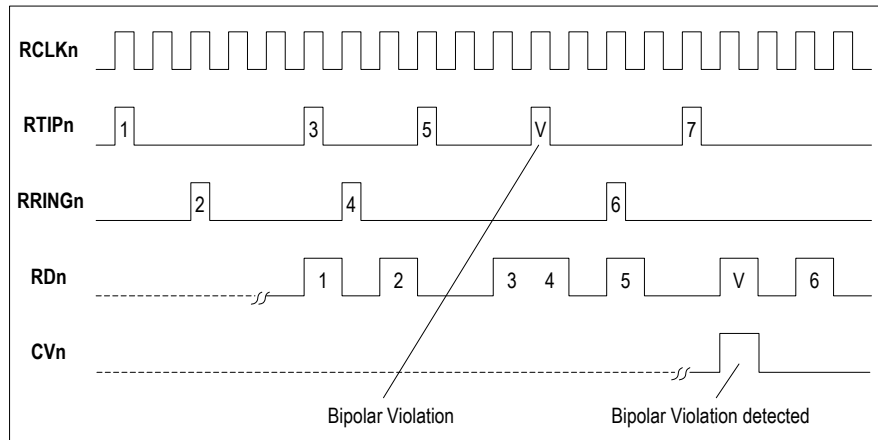 RCLKn
RTIPn
1 3 5 V 7
RRINGn
2 4 6
RDn
1 2 3 4 5 V 6
CVn
Bipolar Violation
Bipolar Violation detected